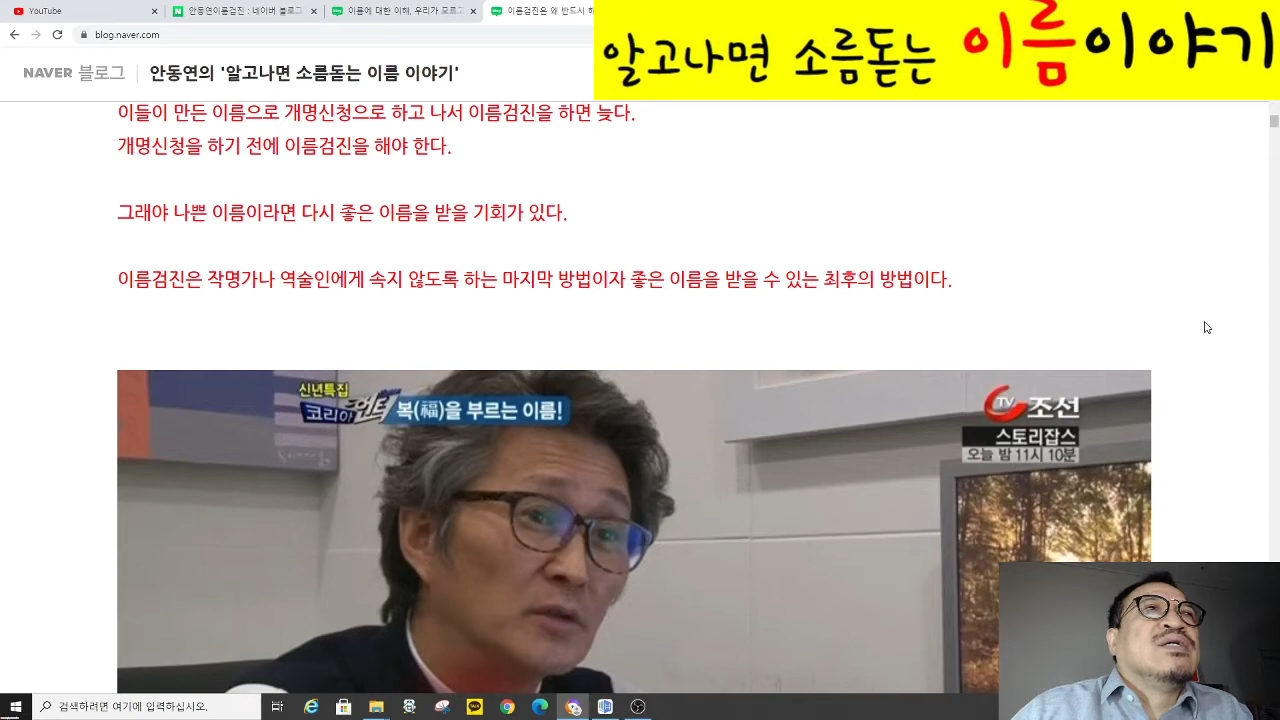 YouTube
안동연이름검진 : 네이버 블로그
이름에 대한 이해, 우리가 모르고
이름검진은 왜 반드시 하
blog.naver.com
알고나면 소름돋는 이름이야기
NAVER 블로그
안동연의 '알고나면 소름돋는 이름 이야기'
이들이 만든 이름으로 개명신청으로 하고 나서 이름검진을 하면 늦다.
개명신청을 하기 전에 이름검진을 해야 한다.
그래야 나쁜 이름이라면 다시 좋은 이름을 받을 기회가 있다.
이름검진은 작명가나 역술인에게 속지 않도록 하는 마지막 방법이자 좋은 이름을 받을 수 있는 최후의 방법이다.
신년특집
코리아 헌터 복(福)을 부르는 이름!
TV조선
스토리잡스
오늘 밤 11시 10분
검색하려면 여기에 입력하십시오.
TALK